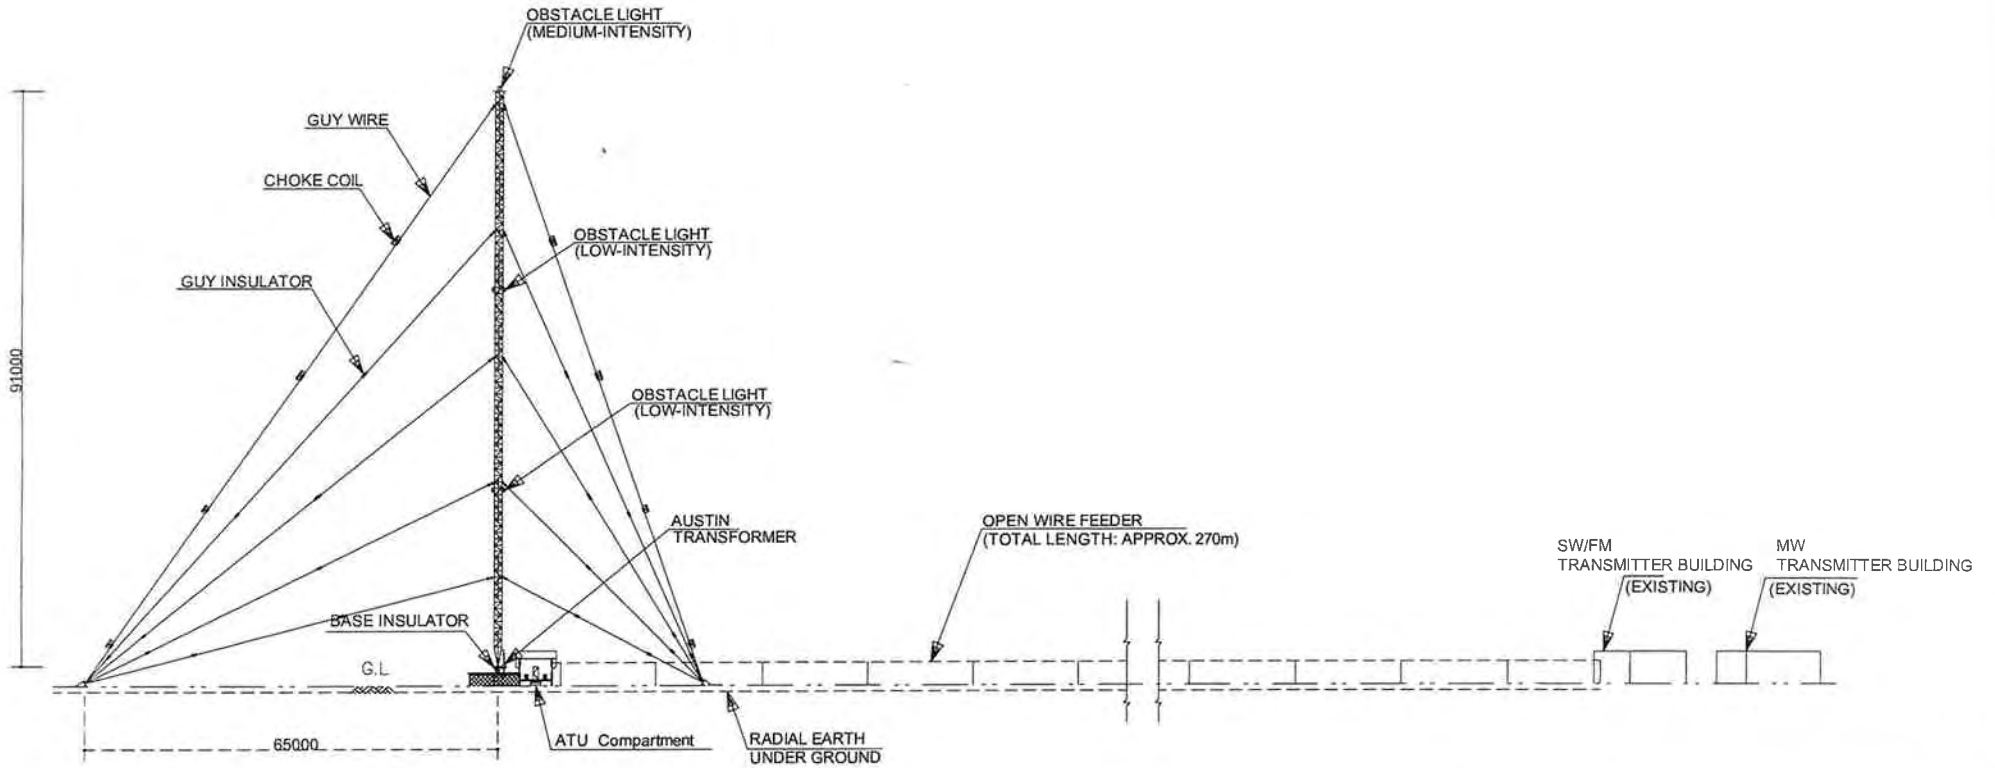 OBSTACLE LIGHT
(MEDIUM-INTENSITY)
GUY WIRE
CHOKE COIL
OBSTACLE LIGHT
(LOW-INTENSITY)
GUY INSULATOR
91000
OBSTACLE LIGHT
(LOW-INTENSITY)
AUSTIN
TRANSFORMER
OPEN WIRE FEEDER
(TOTAL LENGTH: APPROX. 270m)
SW/FM
TRANSMITTER BUILDING
(EXISTING)
MW
TRANSMITTER BUILDING
(EXISTING)
BASE INSULATOR
G.L
65000
ATU Compartment
RADIAL EARTH
UNDER GROUND